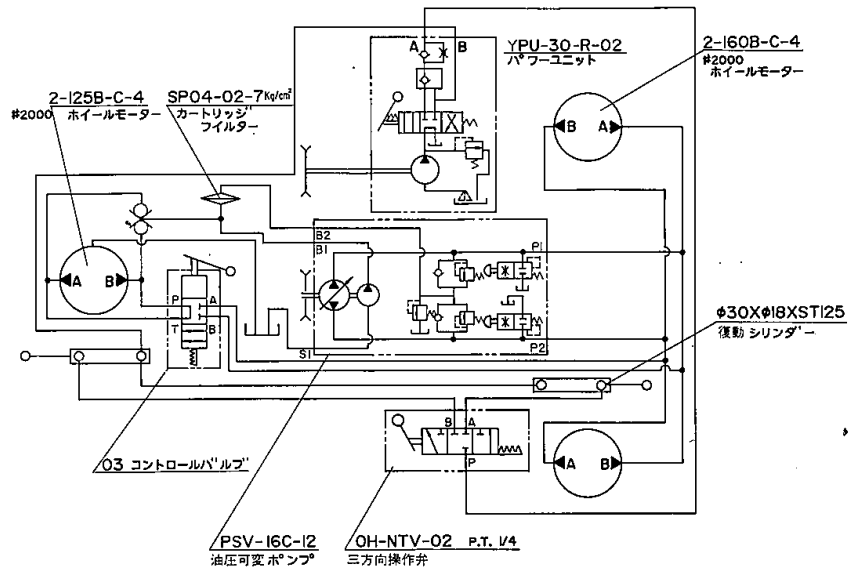 A B
YPU-30-R-02
パワーユニット
2-160B-C-4
#2000
ホイールモーター
2-125B-C-4
#2000 ホイールモーター
SP04-02-7Kg/cm²
カートリッジ
フイルター
B A
B2
B1
P1
A B
P A
T B
S1
P2
φ30Xφ18XST125
復動 シリンダー
B A
P
A B
03 コントロールバルブ
PSV-16C-12
油圧可変 ポンプ
OH-NTV-02 P.T. 1/4
三方向操作弁